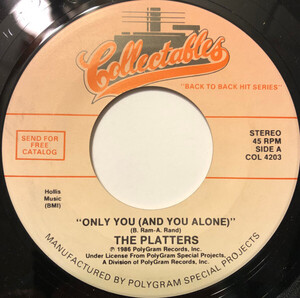 Collectables
"BACK TO BACK HIT SERIES"
SEND FOR
FREE
CATALOG
STEREO
45 RPM
SIDE A
COL 4203
Hollis
Music
(BMI)
"ONLY YOU (AND YOU ALONE)"
(B. Ram-A. Rand)
THE PLATTERS
℗ 1986 PolyGram Records, Inc.
Under License From PolyGram Special Projects,
A Division of PolyGram Records, Inc.
MANUFACTURED BY POLYGRAM SPECIAL PROJECTS